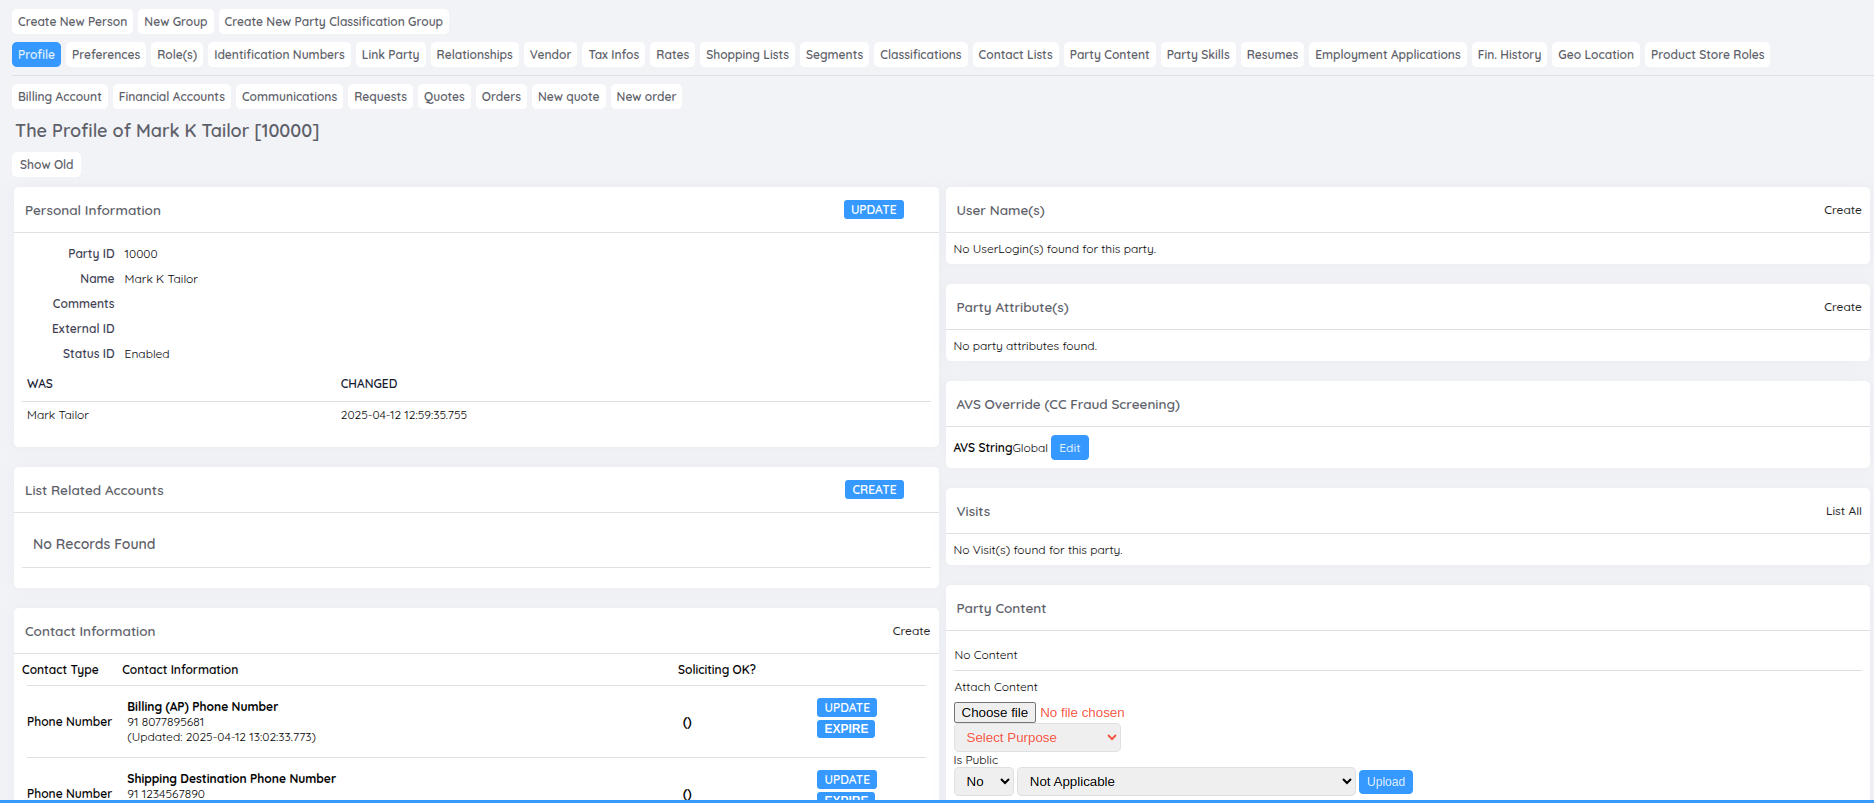 Create New Person New Group Create New Party Classification Group
Profile Preferences Role(s) Identification Numbers Link Party Relationships Vendor Tax Infos Rates Shopping Lists Segments Classifications Contact Lists Party Content Party Skills Resumes Employment Applications Fin. History Geo Location Product Store Roles
Billing Account Financial Accounts Communications Requests Quotes Orders New quote New order
The Profile of Mark K Tailor [10000]
Show Old
Personal Information UPDATE
Party ID 10000
Name Mark K Tailor
Comments
External ID
Status ID Enabled
WAS CHANGED
Mark Tailor 2025-04-12 12:59:35.755
List Related Accounts CREATE
No Records Found
Contact Information Create
Contact Type Contact Information Soliciting OK?
Billing (AP) Phone Number UPDATE
Phone Number 91 8077895681 ()
(Updated: 2025-04-12 13:02:33.773) EXPIRE
Shipping Destination Phone Number UPDATE
Phone Number 91 1234567890 ()
EXPIRE
User Name(s) Create
No UserLogin(s) found for this party.
Party Attribute(s) Create
No party attributes found.
AVS Override (CC Fraud Screening)
AVS StringGlobal Edit
Visits List All
No Visit(s) found for this party.
Party Content
No Content
Attach Content
Choose file No file chosen
Select Purpose
Is Public
No Not Applicable Upload